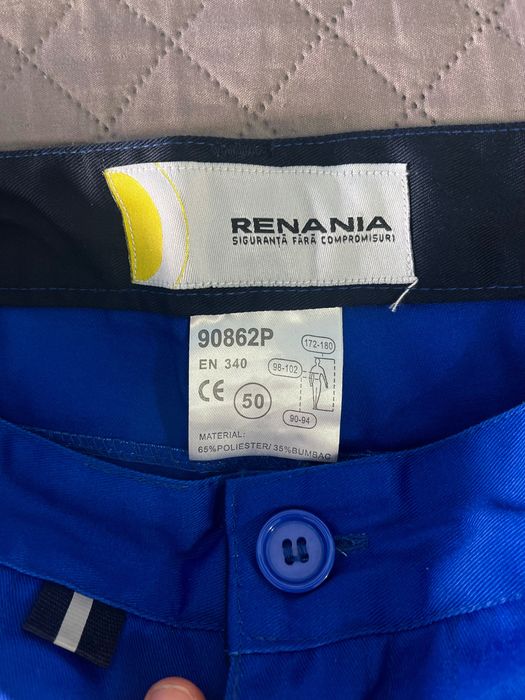 RENANIA
SIGURANȚĂ FĂRĂ COMPROMISURI
90862P
EN 340
CE
50
172-180
98-102
90-94
MATERIAL:
65%POLIESTER/ 35%BUMBAC